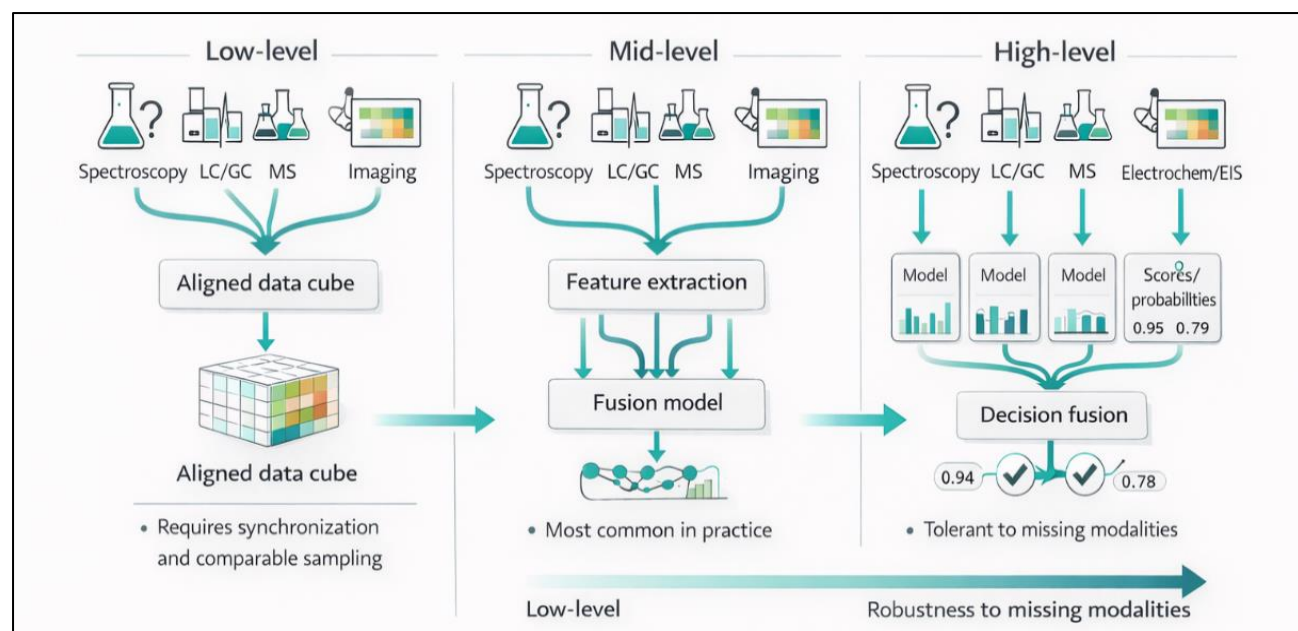 Low-level
Spectroscopy LC/GC MS Imaging
Aligned data cube
Aligned data cube
• Requires synchronization
and comparable sampling
Mid-level
Spectroscopy LC/GC MS Imaging
Feature extraction
Fusion model
• Most common in practice
High-level
Spectroscopy LC/GC MS Electrochem/EIS
Model Model Model Scores/
probabilities
0.95 0.79
Decision fusion
0.94 0.78
• Tolerant to missing modalities
Low-level Robustness to missing modalities